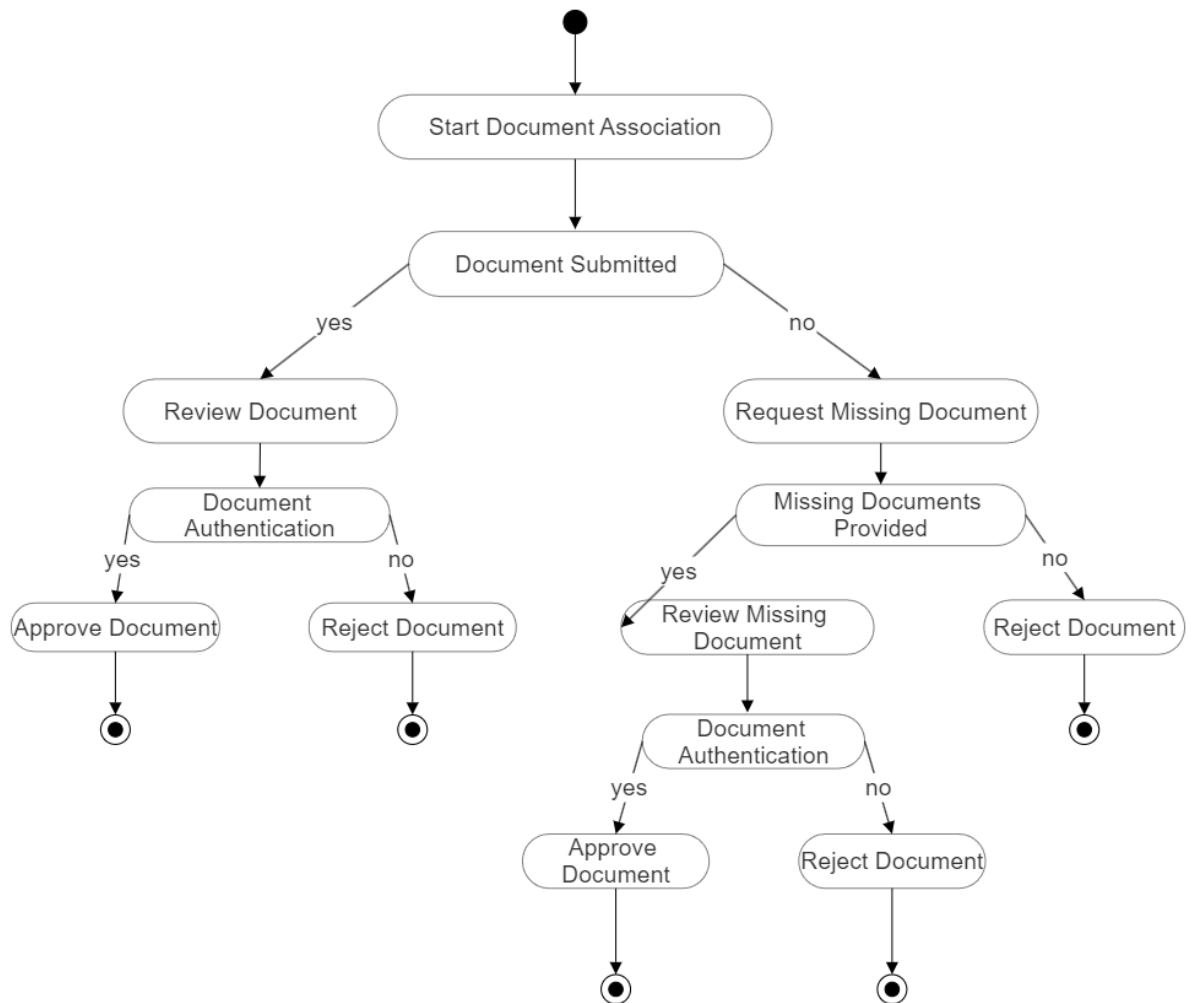 Start Document Association
Document Submitted
yes
no
Review Document
Request Missing Document
Document
Authentication
Missing Documents
Provided
yes
no
yes
no
Approve Document
Reject Document
Review Missing
Document
Reject Document
Document
Authentication
yes
no
Approve
Document
Reject Document